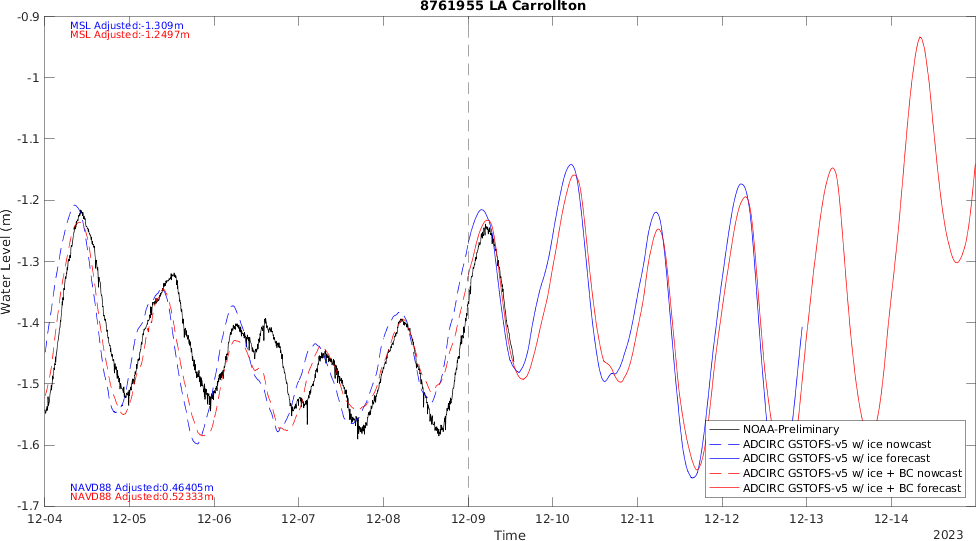 8761955 LA Carrollton
MSL Adjusted:-1.309m
MSL Adjusted:-1.2497m
-0.9
-1
-1.1
-1.2
-1.3
-1.4
-1.5
-1.6
-1.7
Water Level (m)
NOAA-Preliminary
ADCIRC GSTOFS-v5 w/ ice nowcast
ADCIRC GSTOFS-v5 w/ ice forecast
ADCIRC GSTOFS-v5 w/ ice + BC nowcast
ADCIRC GSTOFS-v5 w/ ice + BC forecast
NAVD88 Adjusted:0.46405m
NAVD88 Adjusted:0.52333m
12-04 12-05 12-06 12-07 12-08 12-09 12-10 12-11 12-12 12-13 12-14
Time
2023